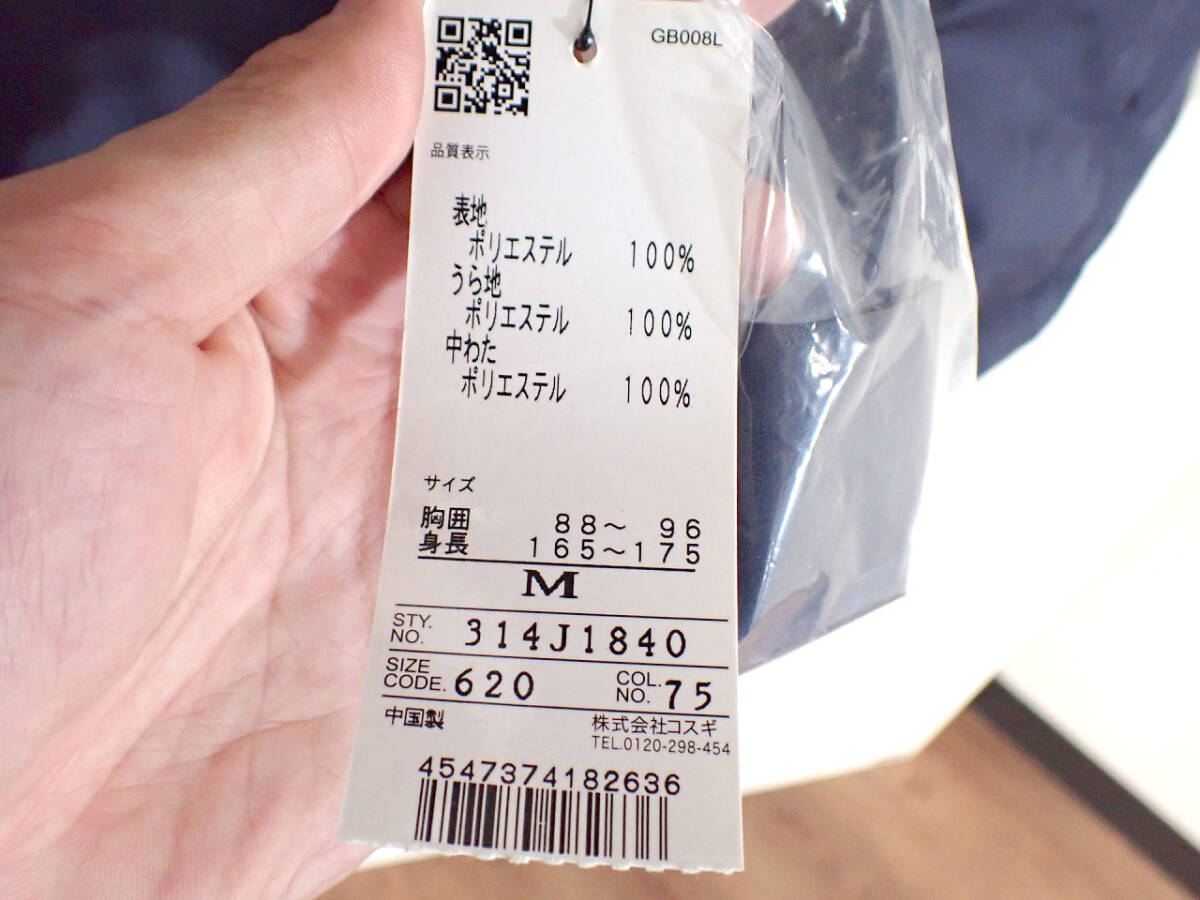 GB008L
品質表示
表地
ポリエステル 100%
うら地
ポリエステル 100%
中わた
ポリエステル 100%
サイズ
胸囲 88～ 96
身長 165～175
M
STY. NO. 314J1840
SIZE CODE. 620 COL. NO. 75
中国製 株式会社コスギ
TEL.0120-298-454
4547374182636